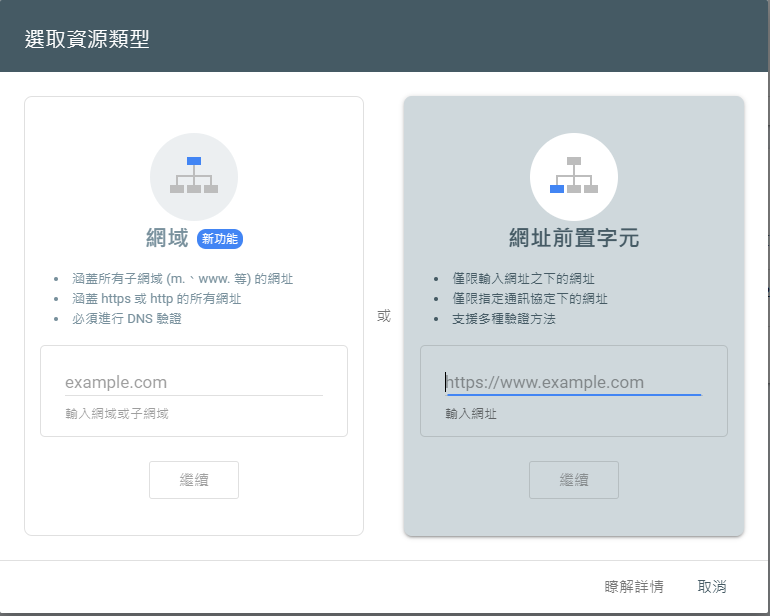 選取資源類型
網域 新功能
涵蓋所有子網域 (m.、www. 等) 的網址
涵蓋 https 或 http 的所有網址
必須進行 DNS 驗證
example.com
輸入網域或子網域
繼續
或
網址前置字元
僅限輸入網址之下的網址
僅限指定通訊協定下的網址
支援多種驗證方法
https://www.example.com
輸入網址
繼續
瞭解詳情 取消